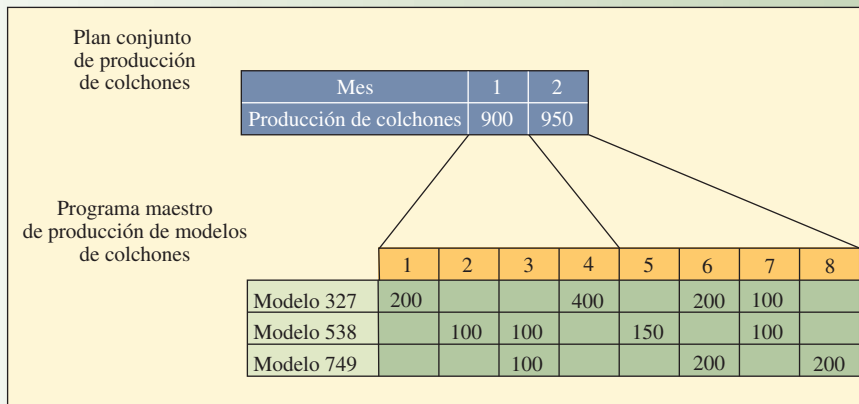 Plan conjunto
de producción
de colchones
Mes 1 2
Producción de colchones 900 950
Programa maestro
de producción de modelos
de colchones
1 2 3 4 5 6 7 8
Modelo 327 200 400 200 100
Modelo 538 100 100 150 100
Modelo 749 100 200 200